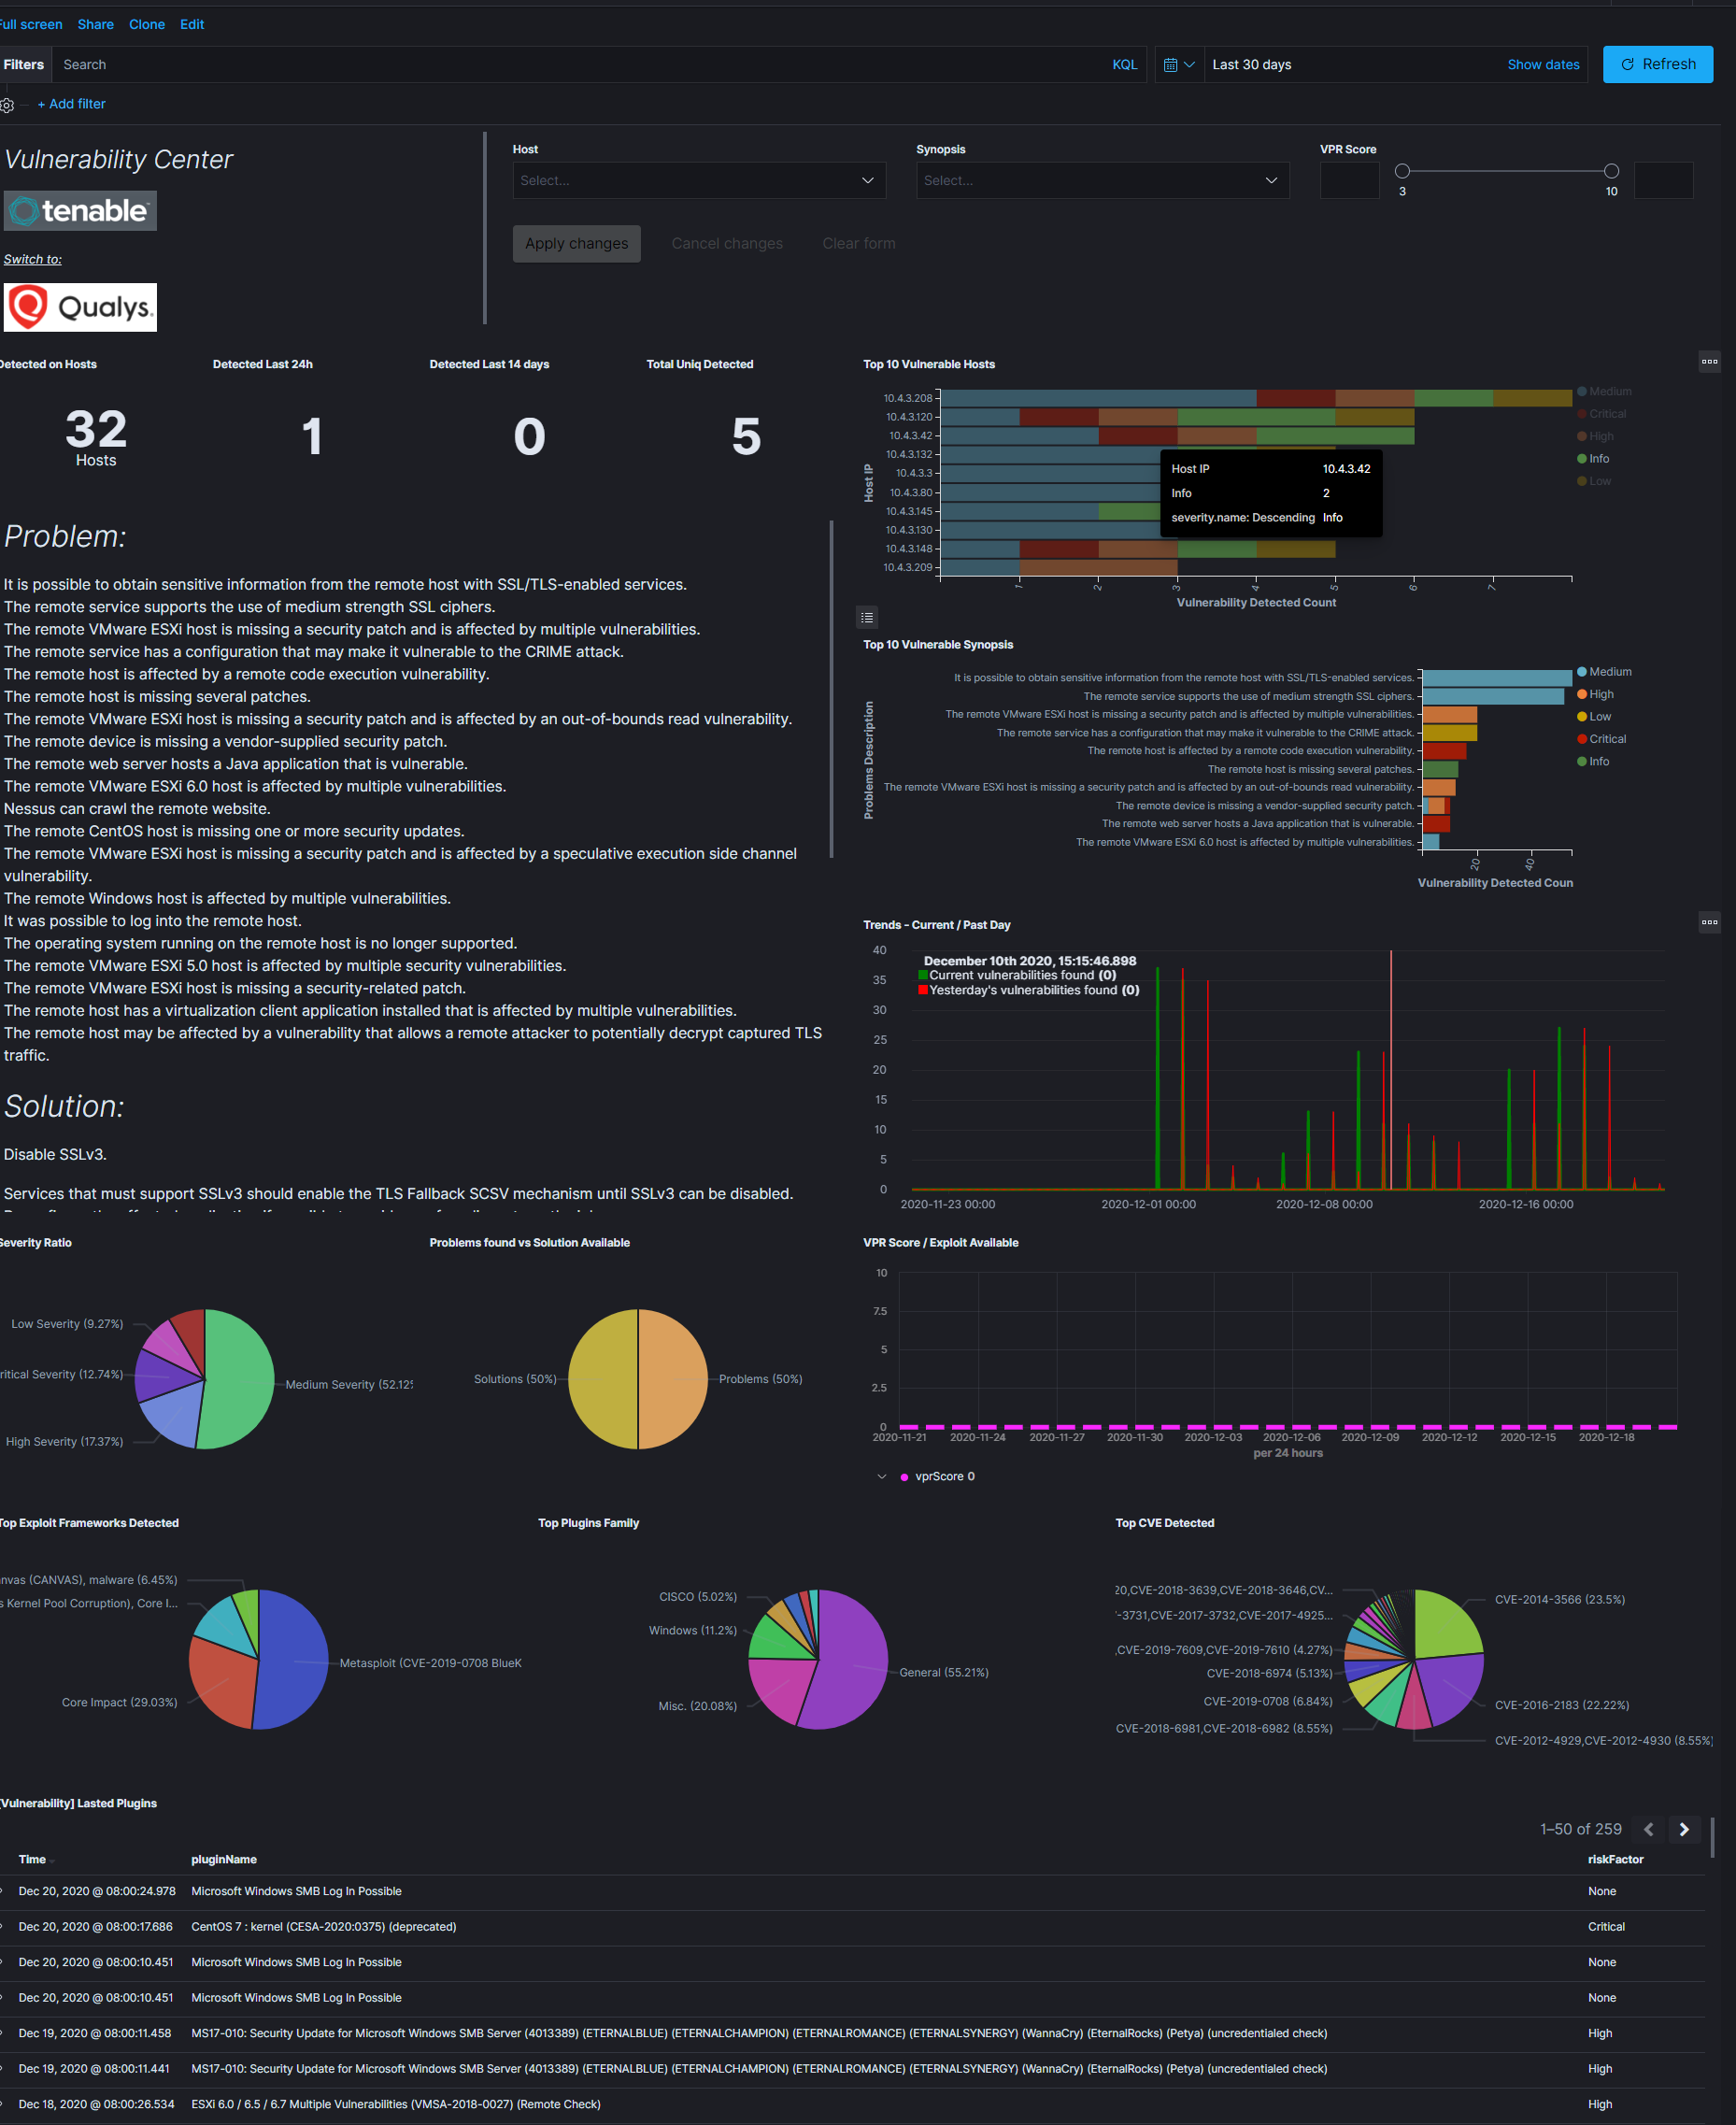 Full screen Share Clone Edit
Filters Search KQL Last 30 days Show dates Refresh
+ Add filter
Vulnerability Center
tenable
Switch to:
Qualys.
Host Synopsis VPR Score
Select... Select... 3 10
Apply changes Cancel changes Clear form
Detected on Hosts Detected Last 24h Detected Last 14 days Total Uniq Detected
32 1 0 5
Hosts
Top 10 Vulnerable Hosts
Host IP
10.4.3.208
10.4.3.120
10.4.3.42
10.4.3.132
10.4.3.3
10.4.3.80
10.4.3.145
10.4.3.130
10.4.3.148
10.4.3.209
1 2 3 4 5 6 7
Vulnerability Detected Count
Medium
Critical
High
Info
Low
Host IP 10.4.3.42
Info 2
severity.name: Descending Info
Problem:
It is possible to obtain sensitive information from the remote host with SSL/TLS-enabled services.
The remote service supports the use of medium strength SSL ciphers.
The remote VMware ESXi host is missing a security patch and is affected by multiple vulnerabilities.
The remote service has a configuration that may make it vulnerable to the CRIME attack.
The remote host is affected by a remote code execution vulnerability.
The remote host is missing several patches.
The remote VMware ESXi host is missing a security patch and is affected by an out-of-bounds read vulnerability.
The remote device is missing a vendor-supplied security patch.
The remote web server hosts a Java application that is vulnerable.
The remote VMware ESXi 6.0 host is affected by multiple vulnerabilities.
Nessus can crawl the remote website.
The remote CentOS host is missing one or more security updates.
The remote VMware ESXi host is missing a security patch and is affected by a speculative execution side channel
vulnerability.
The remote Windows host is affected by multiple vulnerabilities.
It was possible to log into the remote host.
The operating system running on the remote host is no longer supported.
The remote VMware ESXi 5.0 host is affected by multiple security vulnerabilities.
The remote VMware ESXi host is missing a security-related patch.
The remote host has a virtualization client application installed that is affected by multiple vulnerabilities.
The remote host may be affected by a vulnerability that allows a remote attacker to potentially decrypt captured TLS
traffic.
Solution:
Disable SSLv3.
Services that must support SSLv3 should enable the TLS Fallback SCSV mechanism until SSLv3 can be disabled.
Top 10 Vulnerable Synopsis
Problems Description
It is possible to obtain sensitive information from the remote host with SSL/TLS-enabled services.
The remote service supports the use of medium strength SSL ciphers.
The remote VMware ESXi host is missing a security patch and is affected by multiple vulnerabilities.
The remote service has a configuration that may make it vulnerable to the CRIME attack.
The remote host is affected by a remote code execution vulnerability.
The remote host is missing several patches.
The remote VMware ESXi host is missing a security patch and is affected by an out-of-bounds read vulnerability.
The remote device is missing a vendor-supplied security patch.
The remote web server hosts a Java application that is vulnerable.
The remote VMware ESXi 6.0 host is affected by multiple vulnerabilities.
20 40
Vulnerability Detected Coun
Medium
High
Low
Critical
Info
Trends - Current / Past Day
December 10th 2020, 15:15:46.898
Current vulnerabilities found (0)
Yesterday's vulnerabilities found (0)
40
35
30
25
20
15
10
5
0
2020-11-23 00:00 2020-12-01 00:00 2020-12-08 00:00 2020-12-16 00:00
Severity Ratio
Low Severity (9.27%)
ritical Severity (12.74%)
High Severity (17.37%)
Medium Severity (52.12%
Problems found vs Solution Available
Solutions (50%) Problems (50%)
VPR Score / Exploit Available
10
7.5
5
2.5
0
2020-11-21 2020-11-24 2020-11-27 2020-11-30 2020-12-03 2020-12-06 2020-12-09 2020-12-12 2020-12-15 2020-12-18
per 24 hours
vprScore 0
Top Exploit Frameworks Detected
nvas (CANVAS), malware (6.45%)
s Kernel Pool Corruption), Core I...
Core Impact (29.03%)
Metasploit (CVE-2019-0708 BlueK
Top Plugins Family
CISCO (5.02%)
Windows (11.2%)
Misc. (20.08%)
General (55.21%)
Top CVE Detected
20,CVE-2018-3639,CVE-2018-3646,CV...
-3731,CVE-2017-3732,CVE-2017-4925...
,CVE-2019-7609,CVE-2019-7610 (4.27%)
CVE-2018-6974 (5.13%)
CVE-2019-0708 (6.84%)
CVE-2018-6981,CVE-2018-6982 (8.55%)
CVE-2014-3566 (23.5%)
CVE-2016-2183 (22.22%)
CVE-2012-4929,CVE-2012-4930 (8.55%)
[Vulnerability] Lasted Plugins
1–50 of 259
Time pluginName riskFactor
Dec 20, 2020 @ 08:00:24.978 Microsoft Windows SMB Log In Possible None
Dec 20, 2020 @ 08:00:17.686 CentOS 7 : kernel (CESA-2020:0375) (deprecated) Critical
Dec 20, 2020 @ 08:00:10.451 Microsoft Windows SMB Log In Possible None
Dec 20, 2020 @ 08:00:10.451 Microsoft Windows SMB Log In Possible None
Dec 19, 2020 @ 08:00:11.458 MS17-010: Security Update for Microsoft Windows SMB Server (4013389) (ETERNALBLUE) (ETERNALCHAMPION) (ETERNALROMANCE) (ETERNALSYNERGY) (WannaCry) (EternalRocks) (Petya) (uncredentialed check) High
Dec 19, 2020 @ 08:00:11.441 MS17-010: Security Update for Microsoft Windows SMB Server (4013389) (ETERNALBLUE) (ETERNALCHAMPION) (ETERNALROMANCE) (ETERNALSYNERGY) (WannaCry) (EternalRocks) (Petya) (uncredentialed check) High
Dec 18, 2020 @ 08:00:26.534 ESXi 6.0 / 6.5 / 6.7 Multiple Vulnerabilities (VMSA-2018-0027) (Remote Check) High